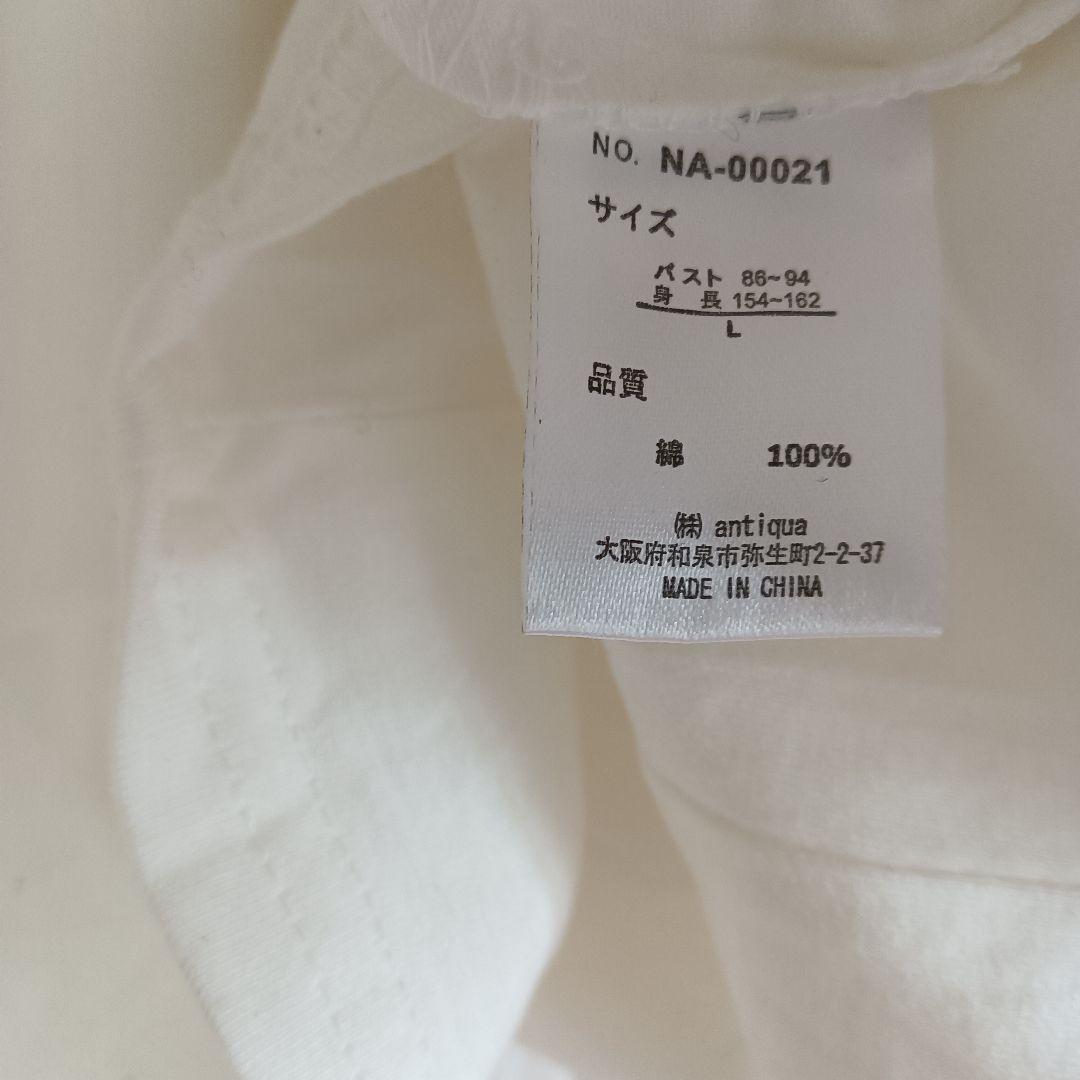 NO. NA-00021
サイズ
バスト 86~94
身 長 154~162
L
品質
綿 100%
㈱ antiqua
大阪府和泉市弥生町2-2-37
MADE IN CHINA